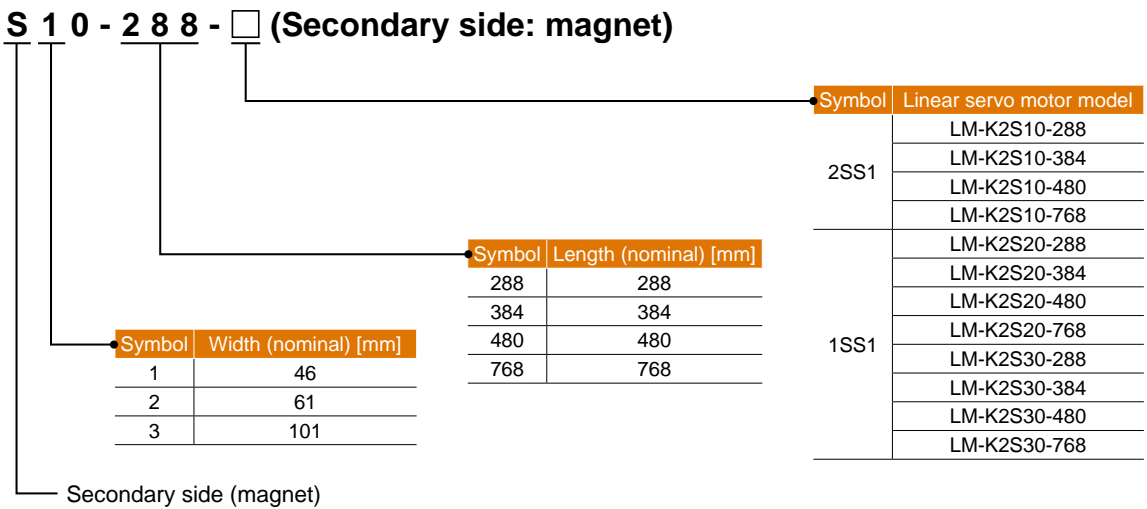 S 1 0 - 2 8 8 - □ (Secondary side: magnet)
Symbol Linear servo motor model
2SS1 LM-K2S10-288
LM-K2S10-384
LM-K2S10-480
LM-K2S10-768
1SS1 LM-K2S20-288
LM-K2S20-384
LM-K2S20-480
LM-K2S20-768
LM-K2S30-288
LM-K2S30-384
LM-K2S30-480
LM-K2S30-768
Symbol Length (nominal) [mm]
288 288
384 384
480 480
768 768
Symbol Width (nominal) [mm]
1 46
2 61
3 101
Secondary side (magnet)